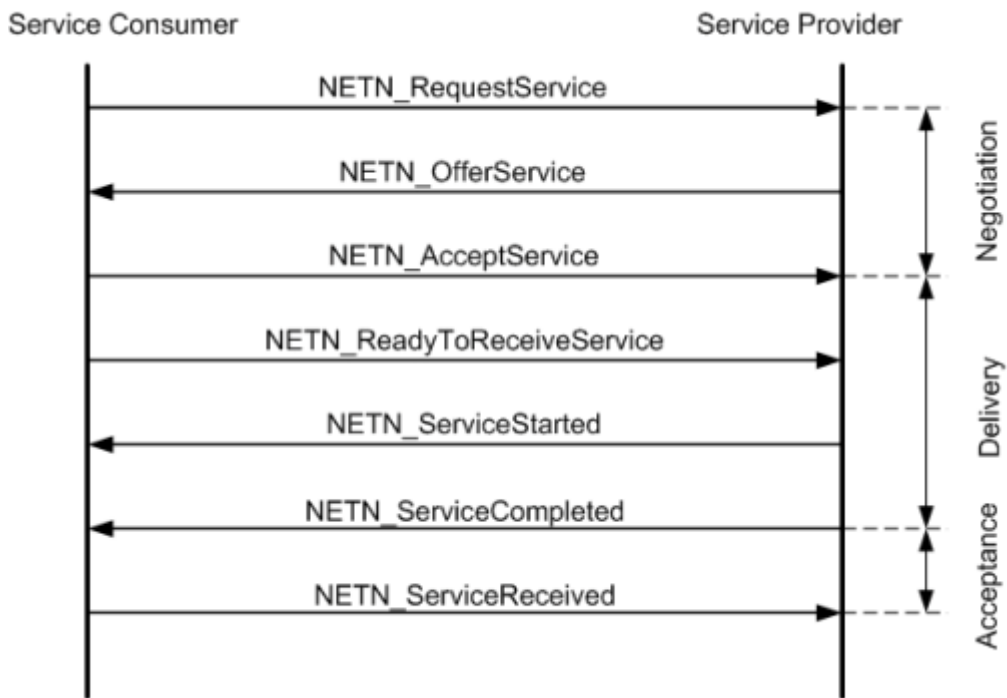 Service Consumer
Service Provider
NETN_RequestService
NETN_OfferService
NETN_AcceptService
NETN_ReadyToReceiveService
NETN_ServiceStarted
NETN_ServiceCompleted
NETN_ServiceReceived
Negotiation
Delivery
Acceptance